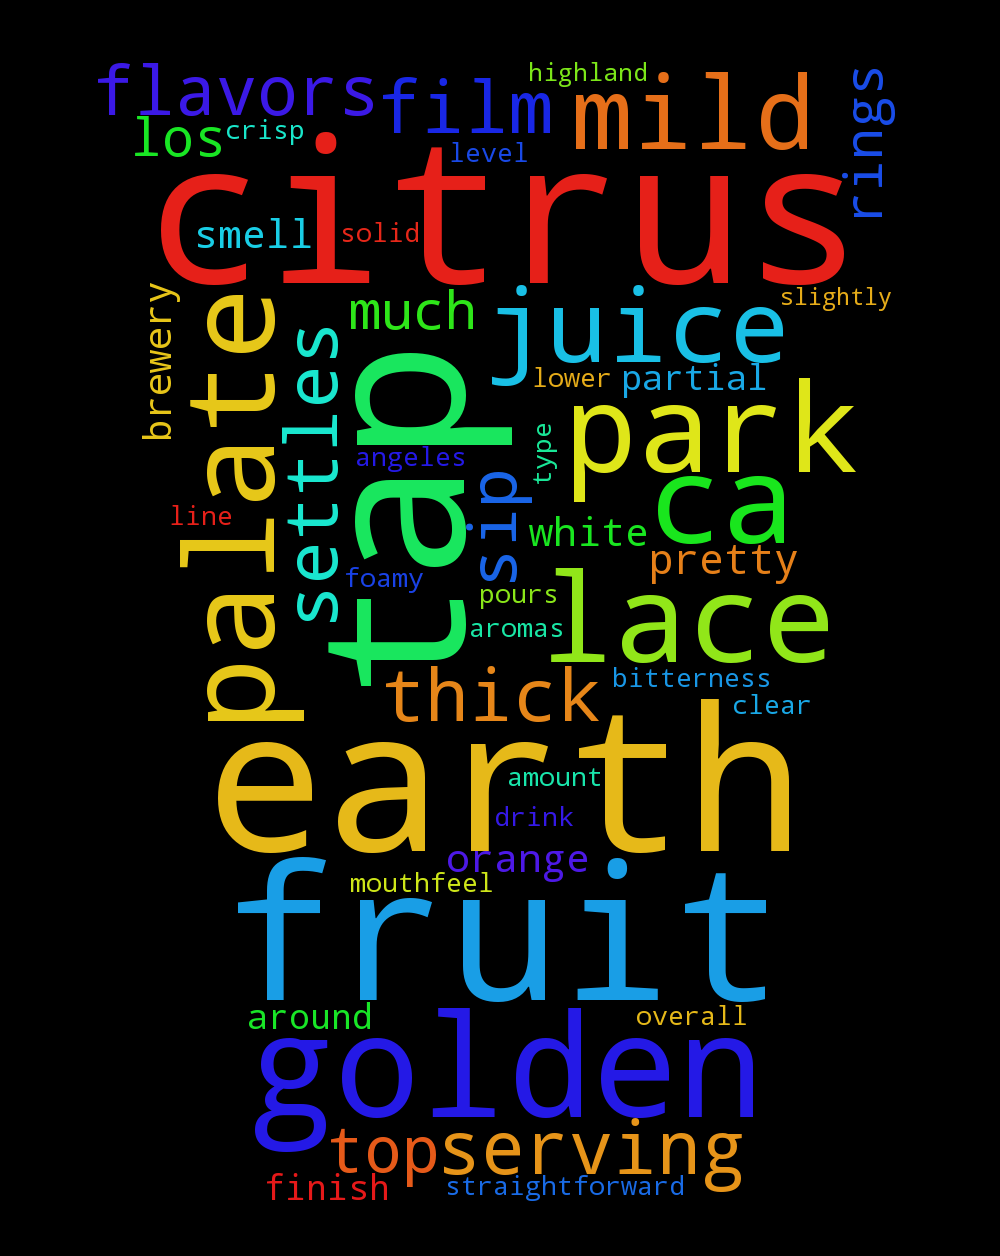 highland
flavors film mild rings
los crisp level
citrus
smell solid
brewery palate settles much juice slightly
tap lower partial
park
angeles type sip ca
line white
foamy pretty
pours lace
aromas
thick bitterness
clear
earth
amount
drink
orange
mouthfeel
fruit
around overall
golden
top serving
finish straightforward